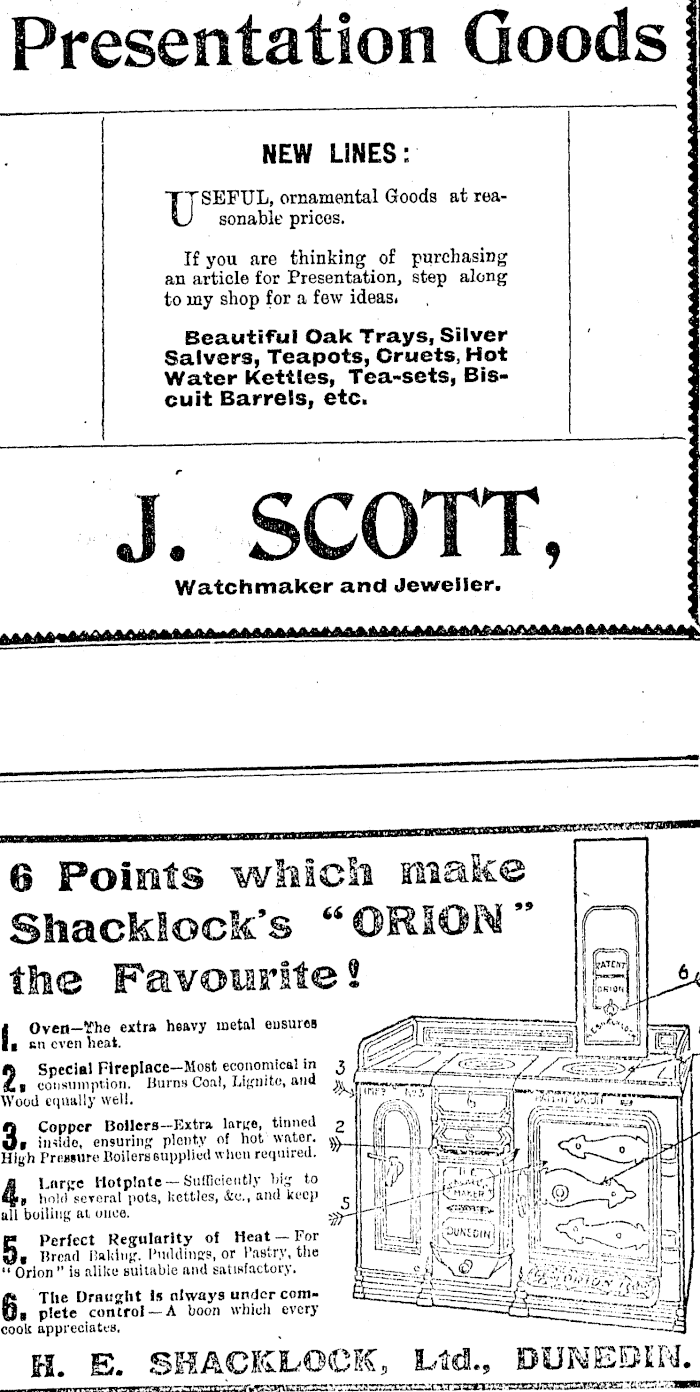 Presentation Goods
NEW LINES:
USEFUL, ornamental Goods at rea-
sonable prices.
If you are thinking of purchasing
an article for Presentation, step along
to my shop for a few ideas.
Beautiful Oak Trays, Silver
Salvers, Teapots, Cruets, Hot
Water Kettles, Tea-sets, Bis-
cuit Barrels, etc.
J. SCOTT,
Watchmaker and Jeweller.
6 Points which make
Shacklock's "ORION"
the Favourite!
1. Oven—The extra heavy metal ensures
an even heat.
2. Special Fireplace—Most economical in
consumption. Burns Coal, Lignite, and
Wood equally well.
3. Copper Boilers—Extra large, tinned
inside, ensuring plenty of hot water.
High Pressure Boilers supplied when required.
4. Large Hotplate—Sufficiently big to
hold several pots, kettles, &c., and keep
all boiling at once.
5. Perfect Regularity of Heat—For
Bread Baking, Puddings, or Pastry, the
"Orion" is alike suitable and satisfactory.
6. The Draught is always under com-
plete control—A boon which every
cook appreciates.
PATENT
ORION
6
3
2
5
MAKER
DUNEDIN
H. E. SHACKLOCK, Ltd., DUNEDIN.